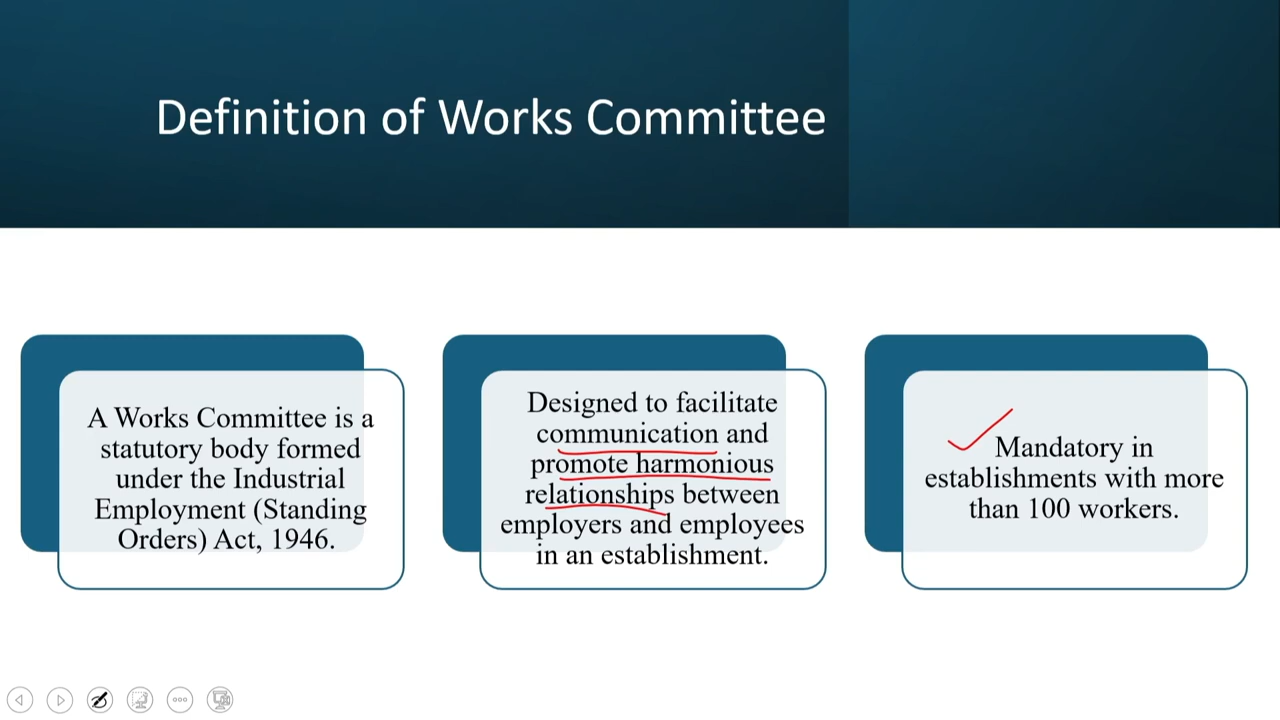 Definition of Works Committee
A Works Committee is a
statutory body formed
under the Industrial
Employment (Standing
Orders) Act, 1946.
Designed to facilitate
communication and
promote harmonious
relationships between
employers and employees
in an establishment.
Mandatory in
establishments with more
than 100 workers.